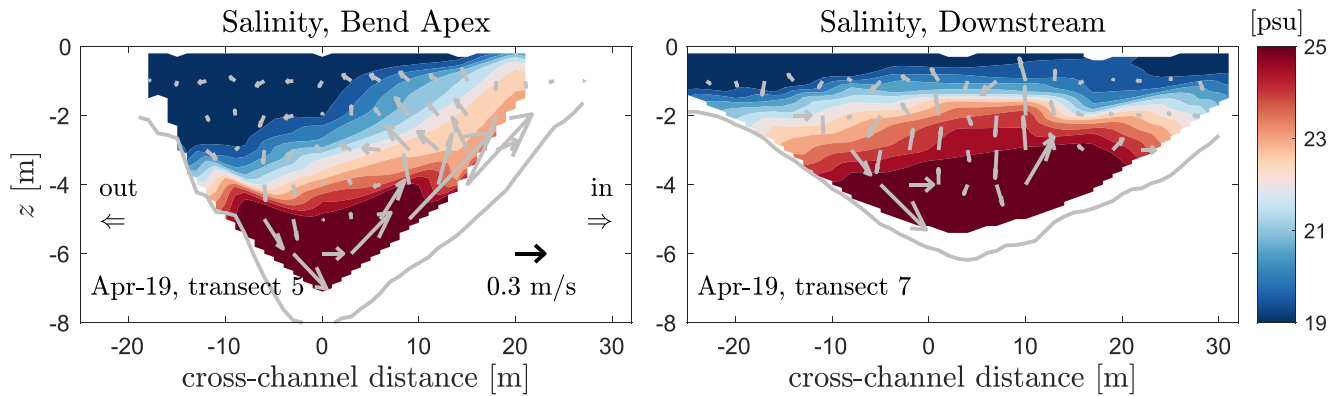 Salinity, Bend Apex
Salinity, Downstream
[psu]
0
-2
-4
-6
-8
z [m]
out
⇐
in
⇒
Apr-19, transect 5
0.3 m/s
Apr-19, transect 7
-20 -10 0 10 20 30
-20 -10 0 10 20 30
cross-channel distance [m]
cross-channel distance [m]
0
-2
-4
-6
-8
25
23
21
19